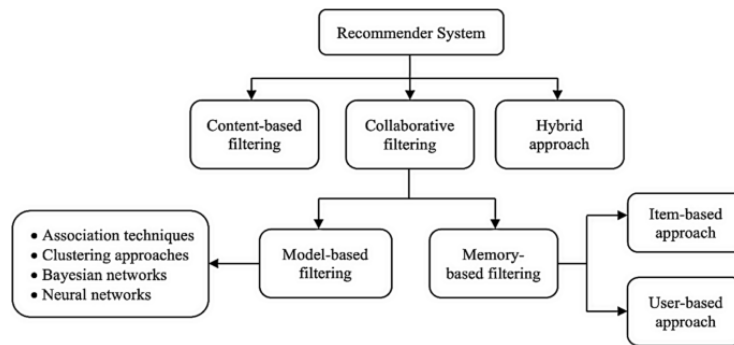 Recommender System
Content-based
filtering
Collaborative
filtering
Hybrid
approach
• Association techniques
• Clustering approaches
• Bayesian networks
• Neural networks
Model-based
filtering
Memory-
based filtering
Item-based
approach
User-based
approach